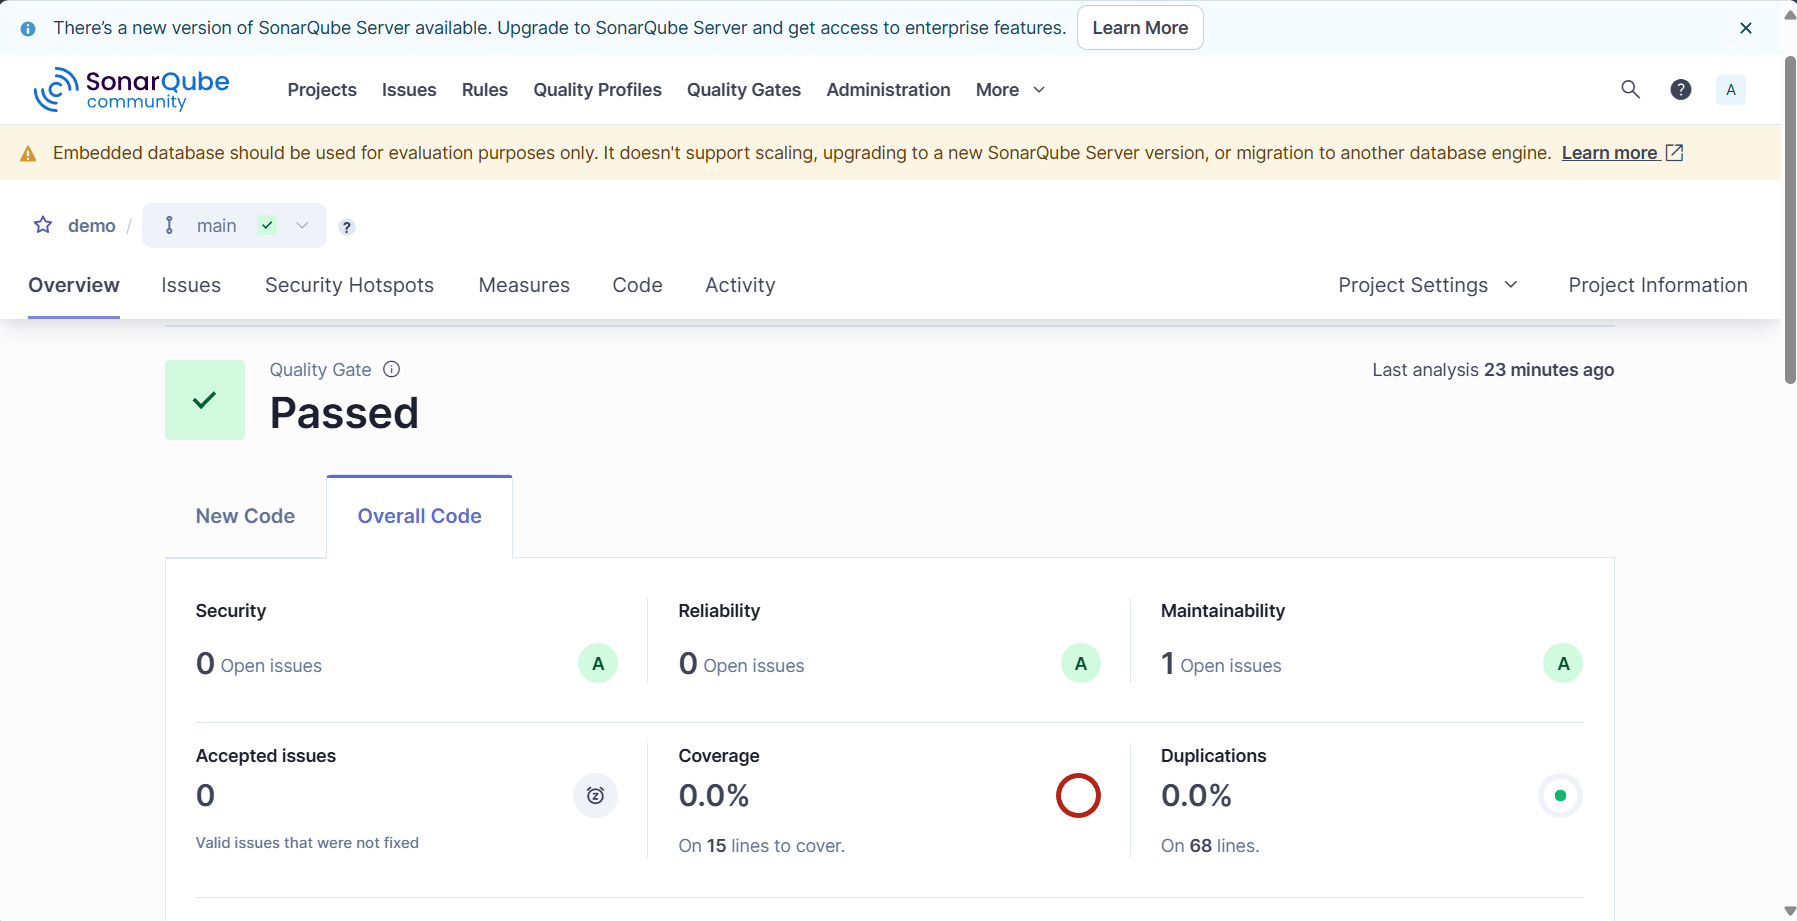 There's a new version of SonarQube Server available. Upgrade to SonarQube Server and get access to enterprise features. Learn More
SonarQube community Projects Issues Rules Quality Profiles Quality Gates Administration More ? A
Embedded database should be used for evaluation purposes only. It doesn't support scaling, upgrading to a new SonarQube Server version, or migration to another database engine. Learn more
demo / main ?
Overview Issues Security Hotspots Measures Code Activity Project Settings Project Information
Quality Gate Last analysis 23 minutes ago
Passed
New Code Overall Code
Security Reliability Maintainability
0 Open issues A 0 Open issues A 1 Open issues A
Accepted issues Coverage Duplications
0 0.0% 0.0%
Valid issues that were not fixed On 15 lines to cover. On 68 lines.